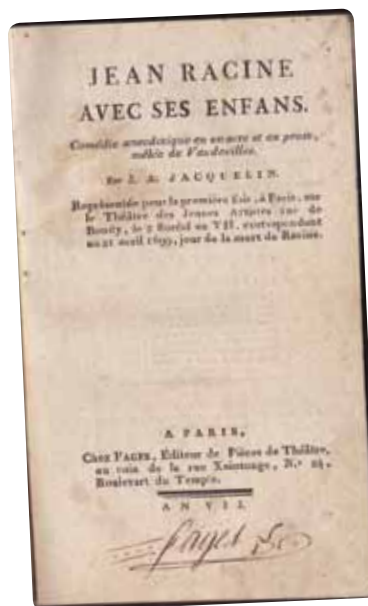 JEAN RACINE
AVEC SES ENFANS.
Comédie anecdotique en un acte et en prose,
mêlée de Vaudevilles.
Par J. A. JACQUELIN.
Représentée pour la première fois, à Paris, sur
le Théâtre des Jeunes Artistes rue de
Bondy, le 2 floréal an VII, correspondant
au 21 avril 1699, jour de la mort de Racine.
A PARIS,
Chez FAGES, Éditeur de Pièces de Théâtre,
au coin de la rue Xaintonge, N.º 24,
Boulevart du Temple.
AN VII.